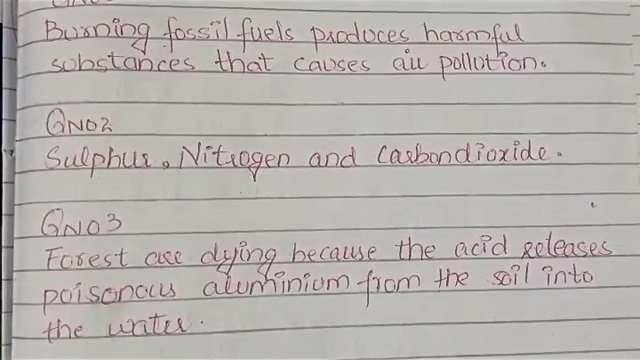 Burning fossil fuels produces harmful
substances that causes air pollution.
QNO2
Sulphur, Nitrogen and Carbondioxide.
QNO3
Forest are dying because the acid releases
poisonous aluminium from the soil into
the water.